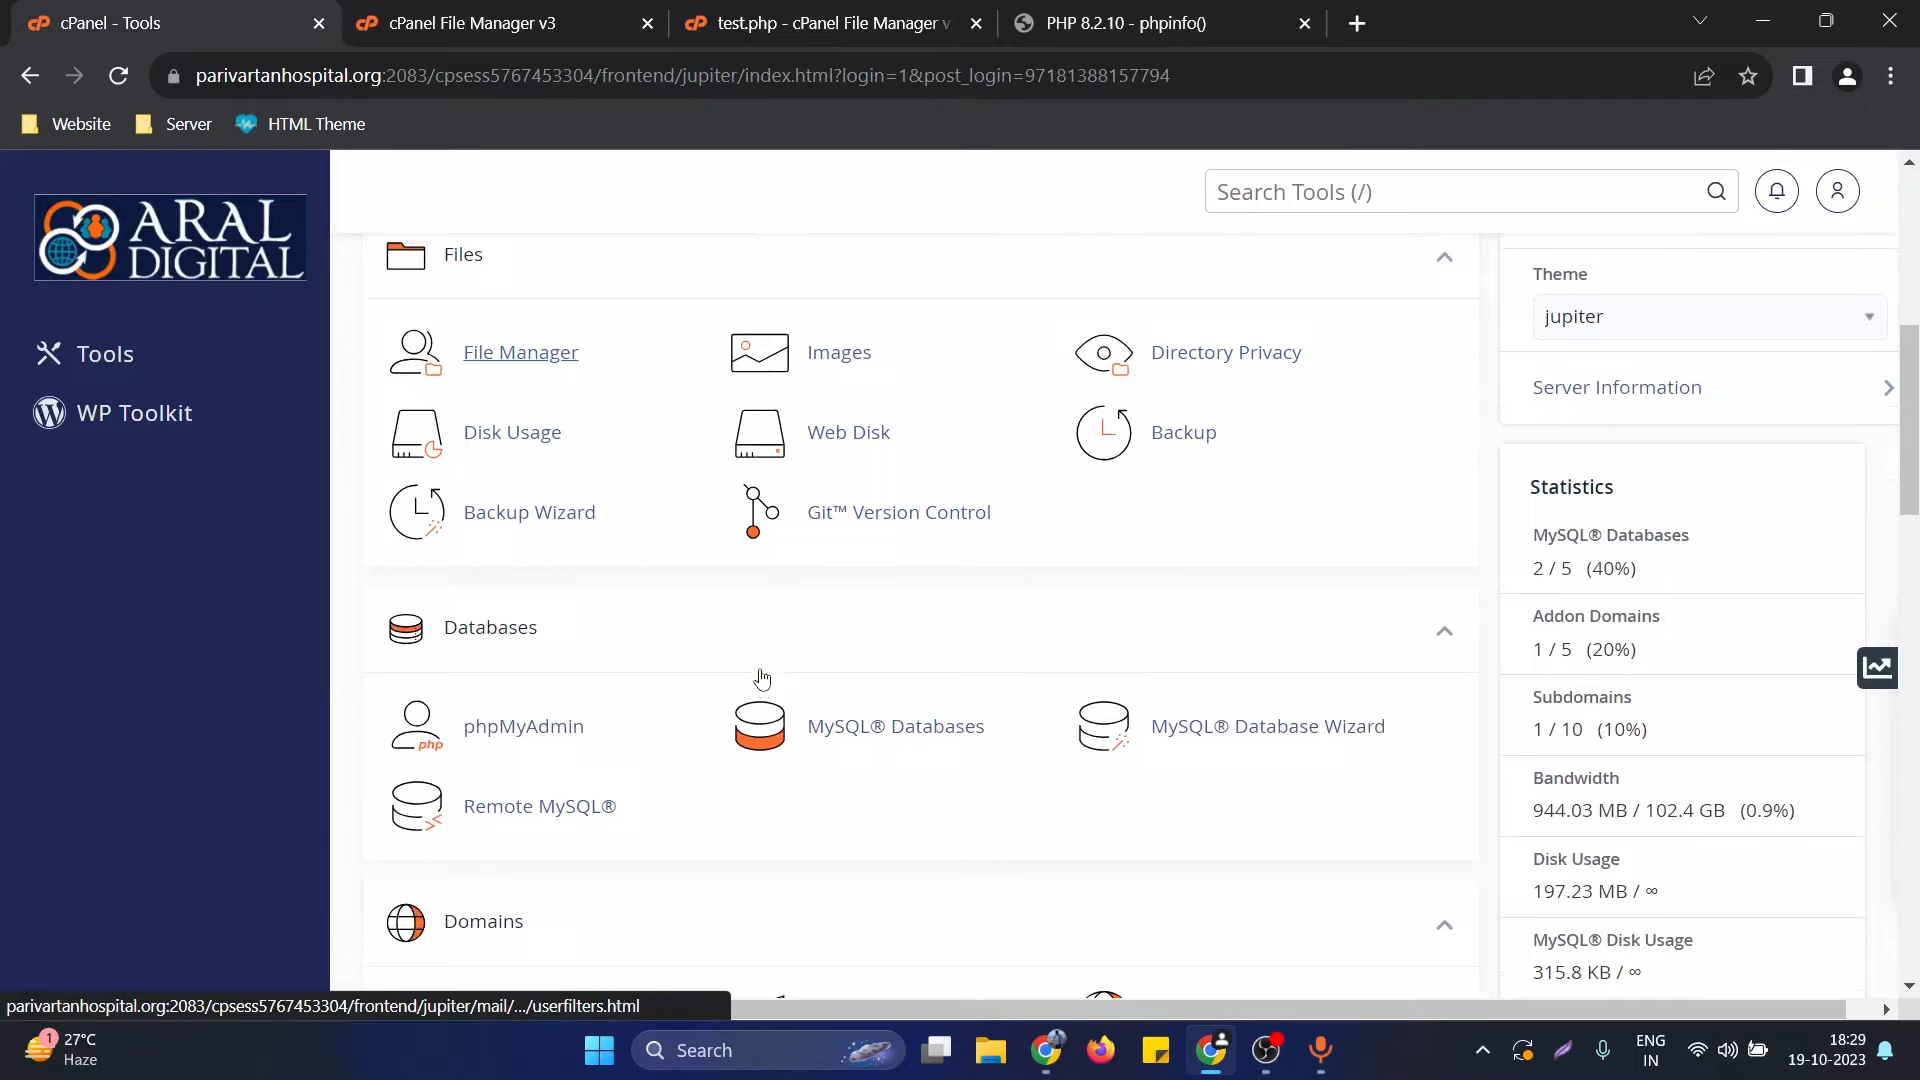 cPanel - Tools
cPanel File Manager v3
test.php - cPanel File Manager v
PHP 8.2.10 - phpinfo()
parivartanhospital.org:2083/cpsess5767453304/frontend/jupiter/index.html?login=1&post_login=97181388157794
Website
Server
HTML Theme
ARAL
DIGITAL
Tools
WP Toolkit
Search Tools (/)
Files
File Manager
Images
Directory Privacy
Disk Usage
Web Disk
Backup
Backup Wizard
Git™ Version Control
Databases
phpMyAdmin
php
MySQL® Databases
MySQL® Database Wizard
Remote MySQL®
Domains
Theme
jupiter
Server Information
Statistics
MySQL® Databases
2 / 5 (40%)
Addon Domains
1 / 5 (20%)
Subdomains
1 / 10 (10%)
Bandwidth
944.03 MB / 102.4 GB (0.9%)
Disk Usage
197.23 MB / ∞
MySQL® Disk Usage
315.8 KB / ∞
parivartanhospital.org:2083/cpsess5767453304/frontend/jupiter/mail/.../userfilters.html
1
27°C
Haze
Search
ENG
IN
18:29
19-10-2023